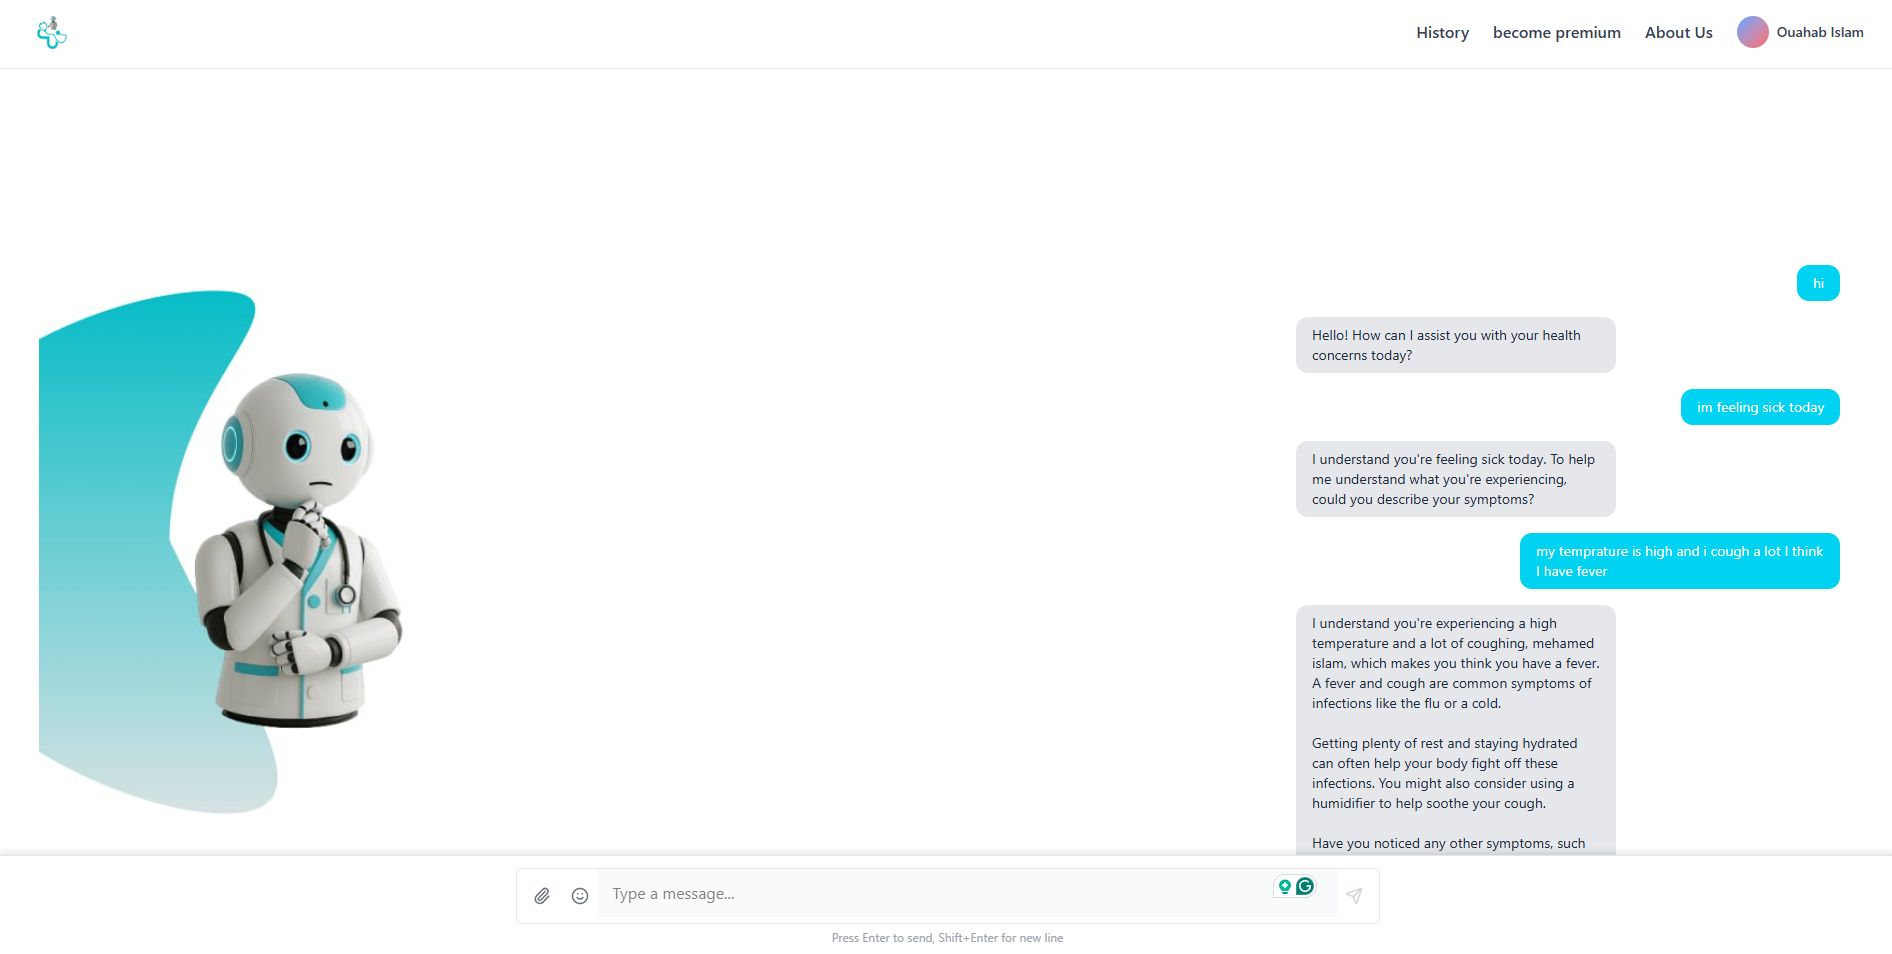 History become premium About Us Ouahab Islam
hi
Hello! How can I assist you with your health
concerns today?
im feeling sick today
I understand you're feeling sick today. To help
me understand what you're experiencing,
could you describe your symptoms?
my temprature is high and i cough a lot I think
I have fever
I understand you're experiencing a high
temperature and a lot of coughing, mehamed
islam, which makes you think you have a fever.
A fever and cough are common symptoms of
infections like the flu or a cold.
Getting plenty of rest and staying hydrated
can often help your body fight off these
infections. You might also consider using a
humidifier to help soothe your cough.
Have you noticed any other symptoms, such
Type a message...
Press Enter to send, Shift+Enter for new line